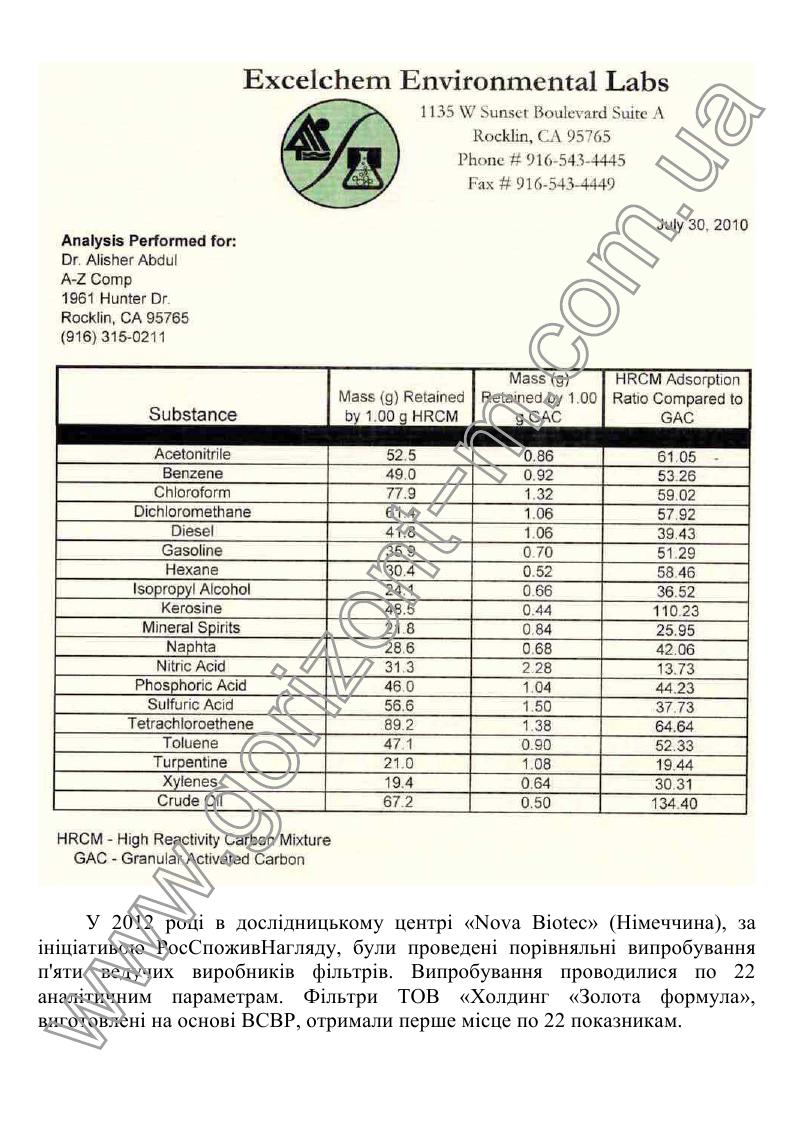 Excelchem Environmental Labs
1135 W Sunset Boulevard Suite A
Rocklin, CA 95765
Phone # 916-543-4445
Fax # 916-543-4449
July 30, 2010
Analysis Performed for:
Dr. Alisher Abdul
A-Z Comp
1961 Hunter Dr.
Rocklin, CA 95765
(916) 315-0211
Substance | Mass (g) Retained by 1.00 g HRCM | Mass (g) Retained by 1.00 g GAC | HRCM Adsorption Ratio Compared to GAC
Acetonitrile 52.5 0.86 61.05 -
Benzene 49.0 0.92 53.26
Chloroform 77.9 1.32 59.02
Dichloromethane 61.4 1.06 57.92
Diesel 41.8 1.06 39.43
Gasoline 35.9 0.70 51.29
Hexane 30.4 0.52 58.46
Isopropyl Alcohol 24.1 0.66 36.52
Kerosine 48.5 0.44 110.23
Mineral Spirits 21.8 0.84 25.95
Naphta 28.6 0.68 42.06
Nitric Acid 31.3 2.28 13.73
Phosphoric Acid 46.0 1.04 44.23
Sulfuric Acid 56.6 1.50 37.73
Tetrachloroethene 89.2 1.38 64.64
Toluene 47.1 0.90 52.33
Turpentine 21.0 1.08 19.44
Xylenes 19.4 0.64 30.31
Crude Oil 67.2 0.50 134.40
HRCM - High Reactivity Carbon Mixture
GAC - Granular Activated Carbon
У 2012 році в дослідницькому центрі «Nova Biotec» (Німеччина), за
ініціативою РосСпоживНагляду, були проведені порівняльні випробування
п'яти ведучих виробників фільтрів. Випробування проводилися по 22
аналітичним параметрам. Фільтри ТОВ «Холдинг «Золота формула»,
виготовлені на основі ВСВР, отримали перше місце по 22 показникам.
www.gorizont-m.com.ua